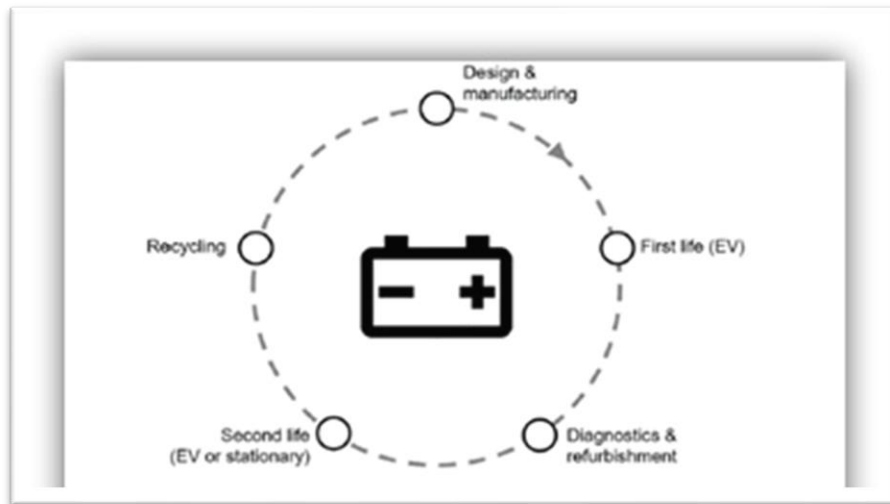 Design &
manufacturing
First life (EV)
Diagnostics &
refurbishment
Second life
(EV or stationary)
Recycling